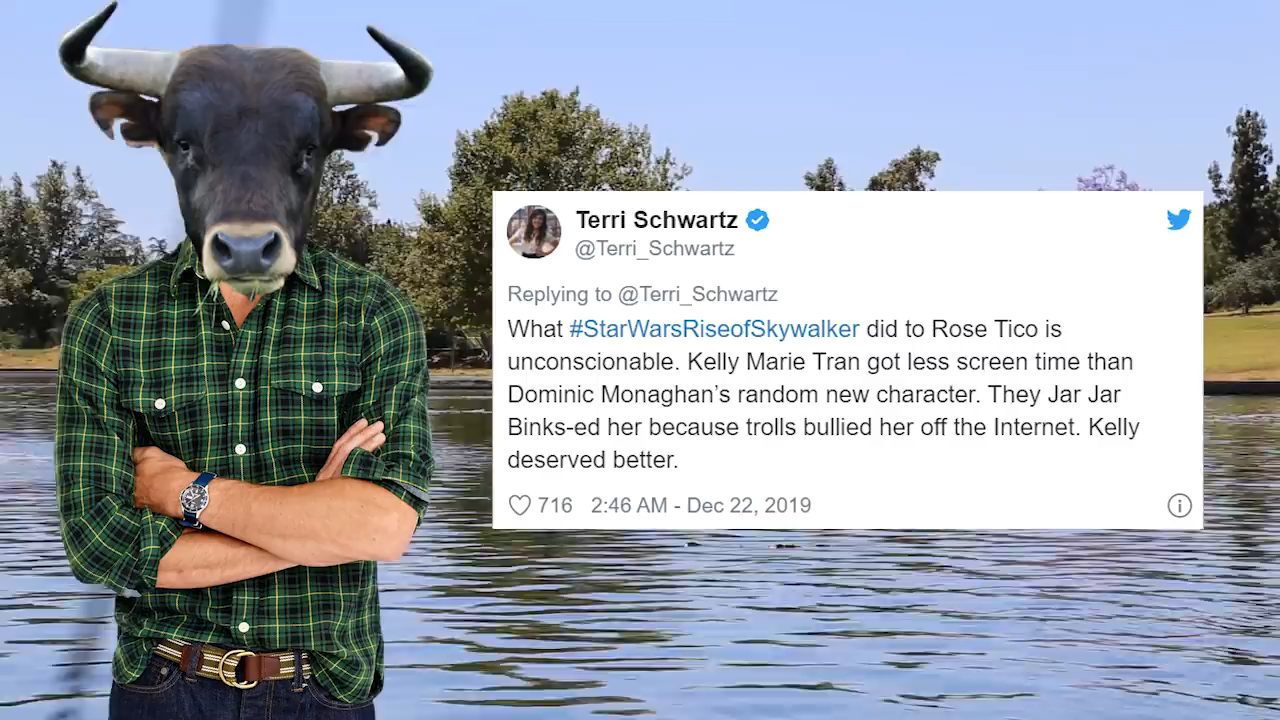 Terri Schwartz
@Terri_Schwartz
Replying to @Terri_Schwartz
What #StarWarsRiseofSkywalker did to Rose Tico is
unconscionable. Kelly Marie Tran got less screen time than
Dominic Monaghan’s random new character. They Jar Jar
Binks-ed her because trolls bullied her off the Internet. Kelly
deserved better.
716 2:46 AM - Dec 22, 2019